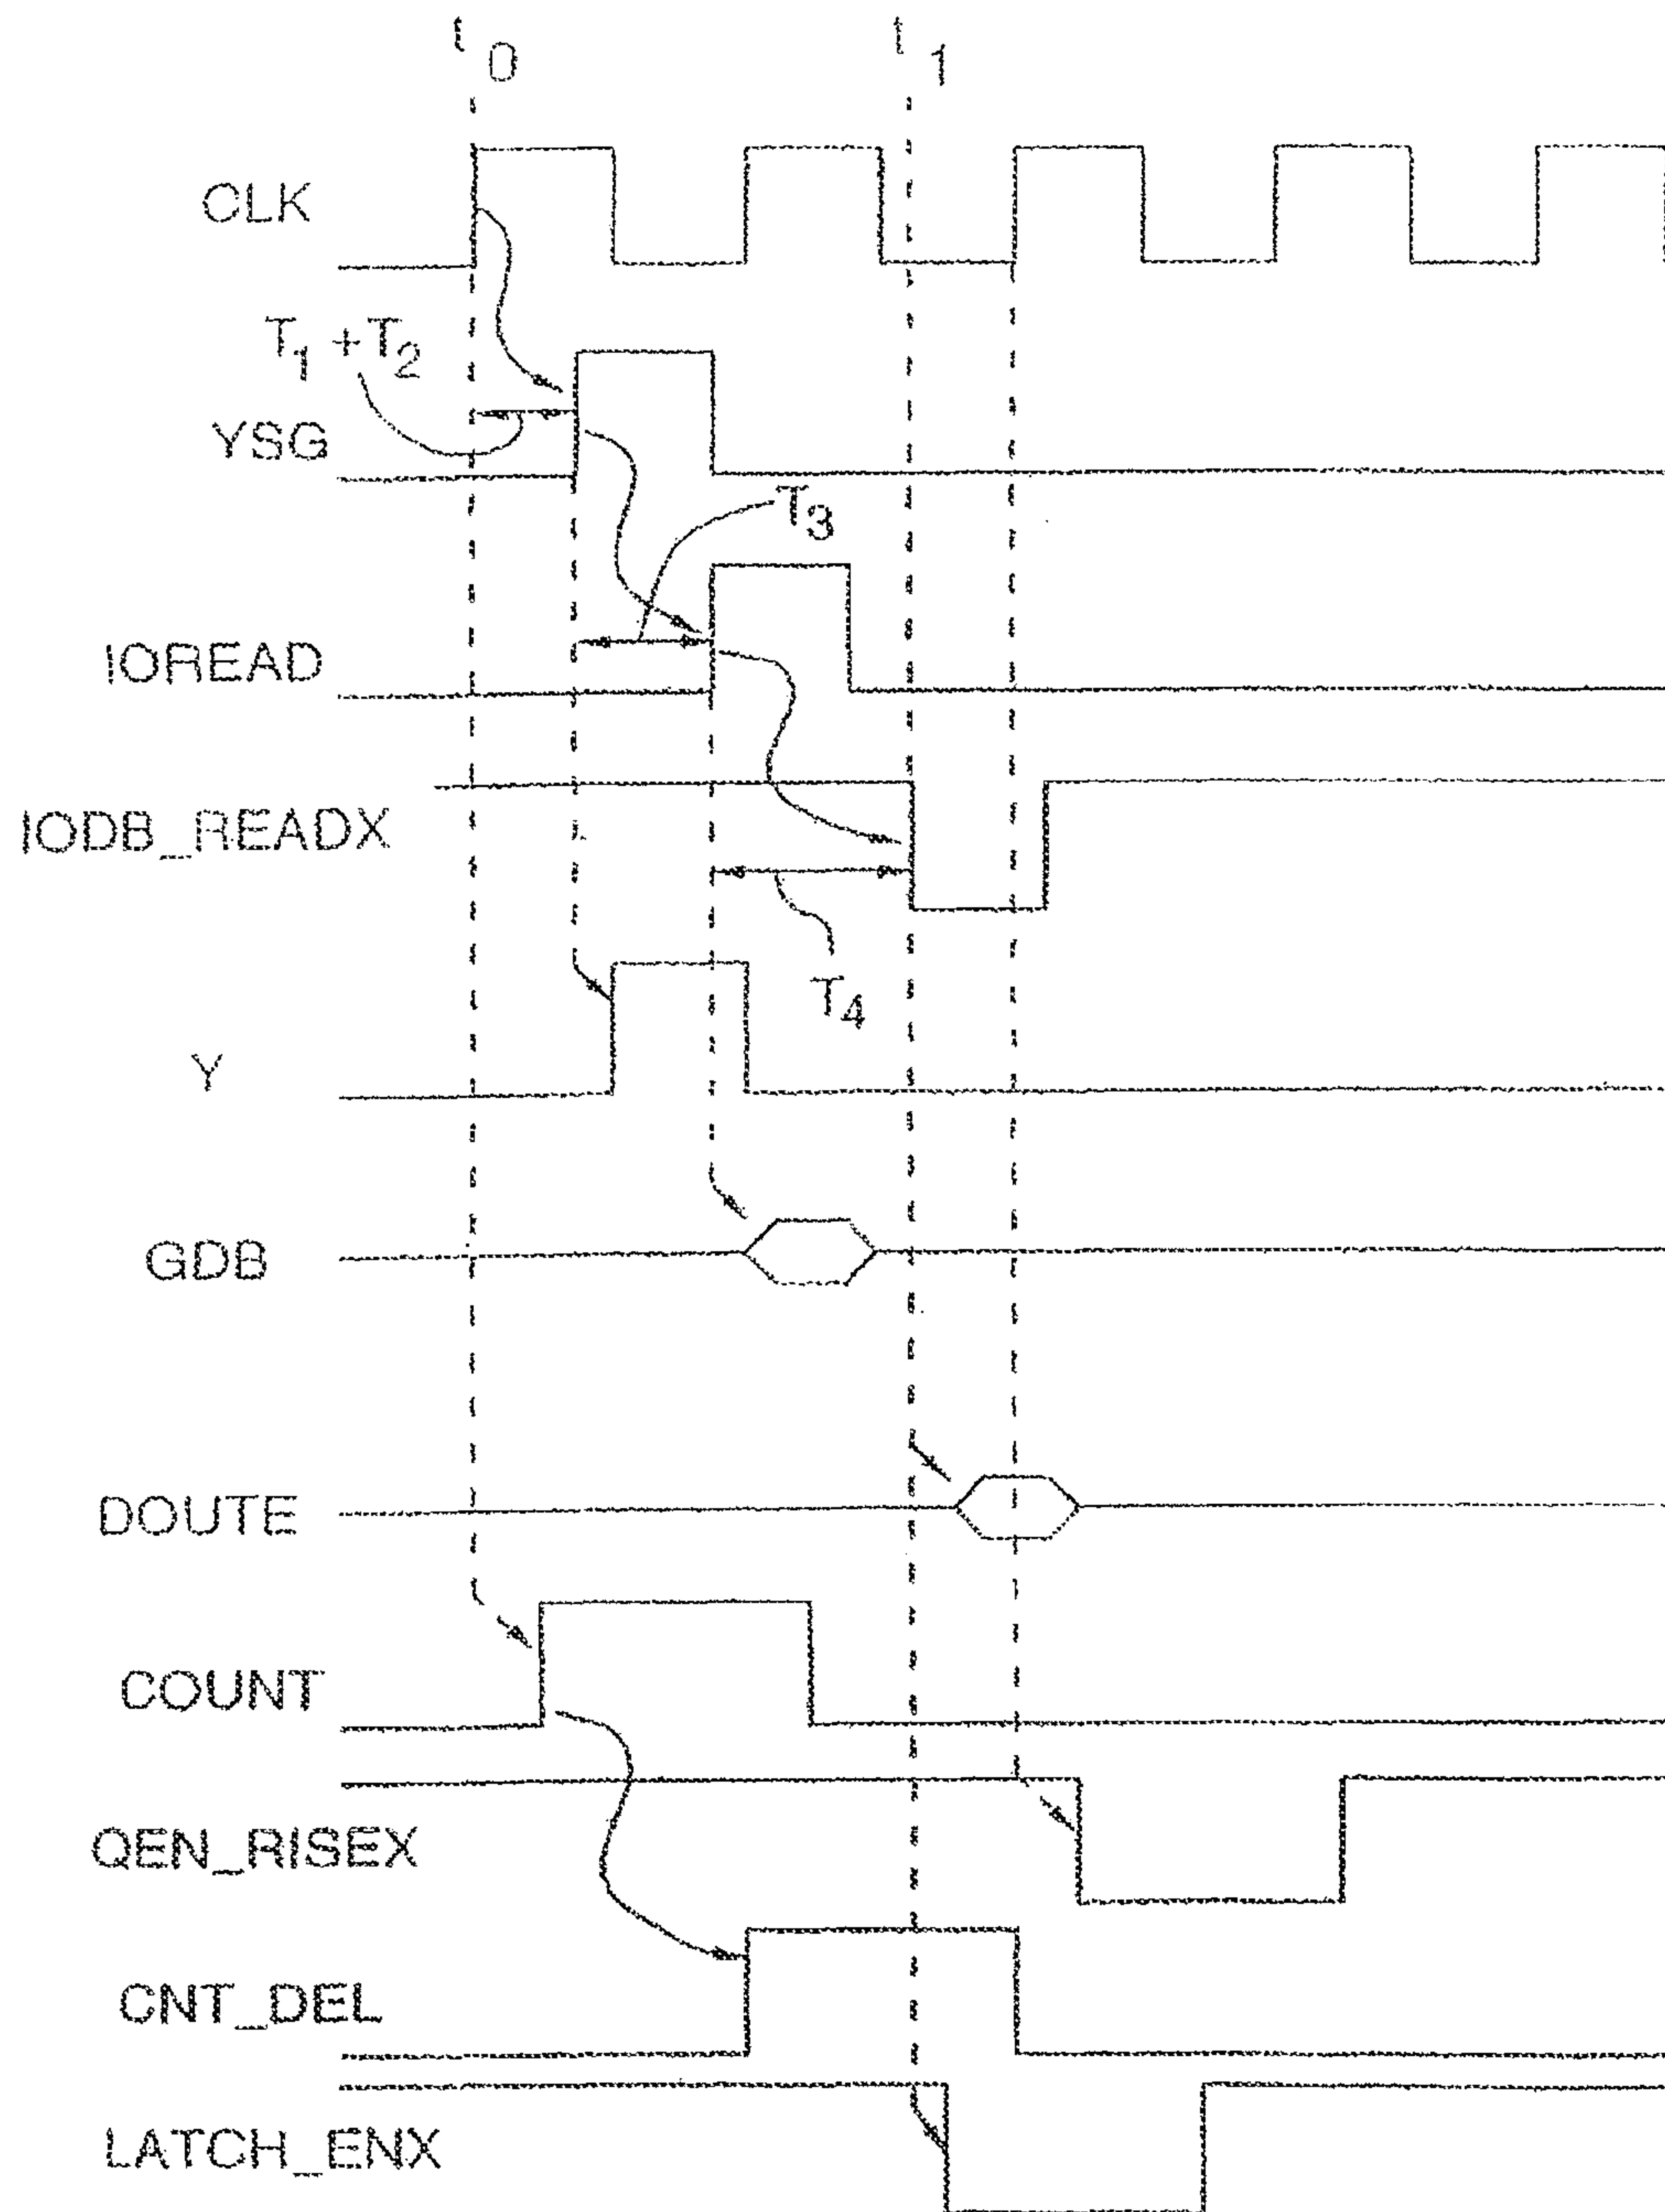 t0 t1
CLK
T1 + T2
YSG
T3
IOREAD
IODB_READX
T4
Y
GDB
DOUTE
COUNT
QEN_RISEX
CNT_DEL
LATCH_ENX